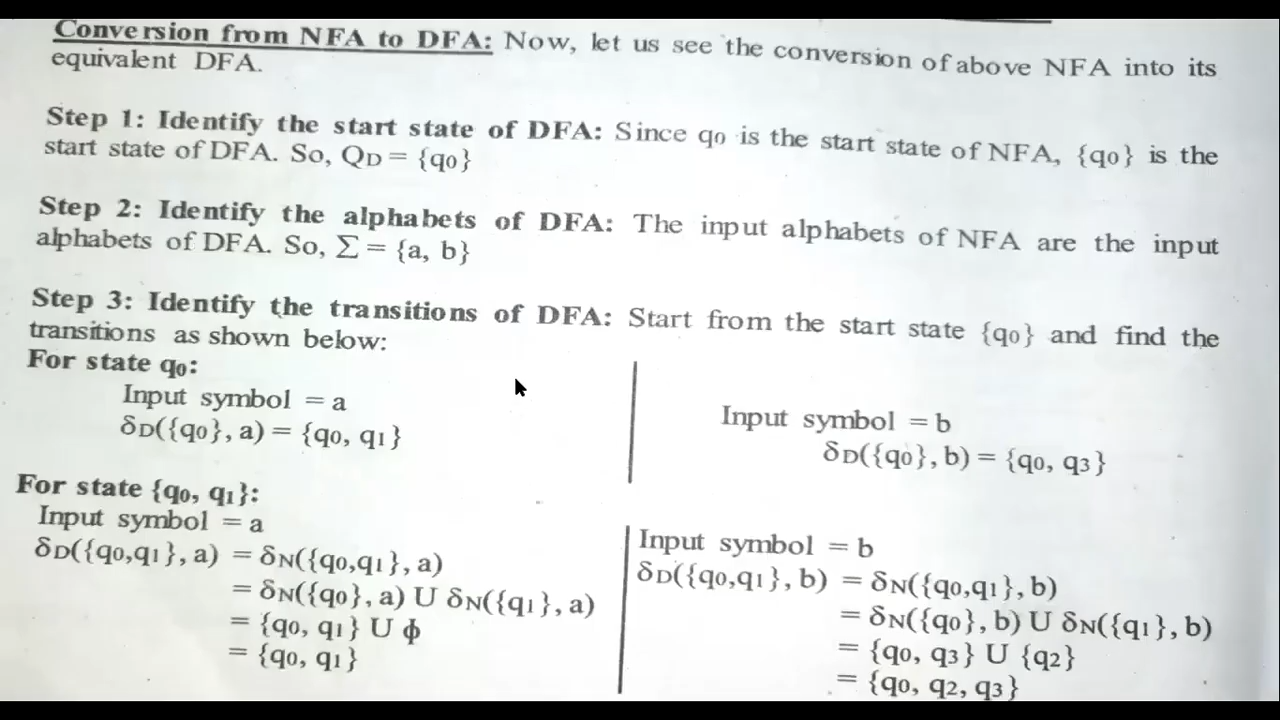 Conversion from NFA to DFA: Now, let us see the conversion of above NFA into its
equivalent DFA.
Step 1: Identify the start state of DFA: Since q0 is the start state of NFA, {q0} is the
start state of DFA. So, QD = {q0}
Step 2: Identify the alphabets of DFA: The input alphabets of NFA are the input
alphabets of DFA. So, Σ = {a, b}
Step 3: Identify the transitions of DFA: Start from the start state {q0} and find the
transitions as shown below:
For state q0:
Input symbol = a
δD({q0}, a) = {q0, q1}
Input symbol = b
δD({q0}, b) = {q0, q3}
For state {q0, q1}:
Input symbol = a
δD({q0,q1}, a) = δN({q0,q1}, a)
= δN({q0}, a) U δN({q1}, a)
= {q0, q1} U ϕ
= {q0, q1}
Input symbol = b
δD({q0,q1}, b) = δN({q0,q1}, b)
= δN({q0}, b) U δN({q1}, b)
= {q0, q3} U {q2}
= {q0, q2, q3}